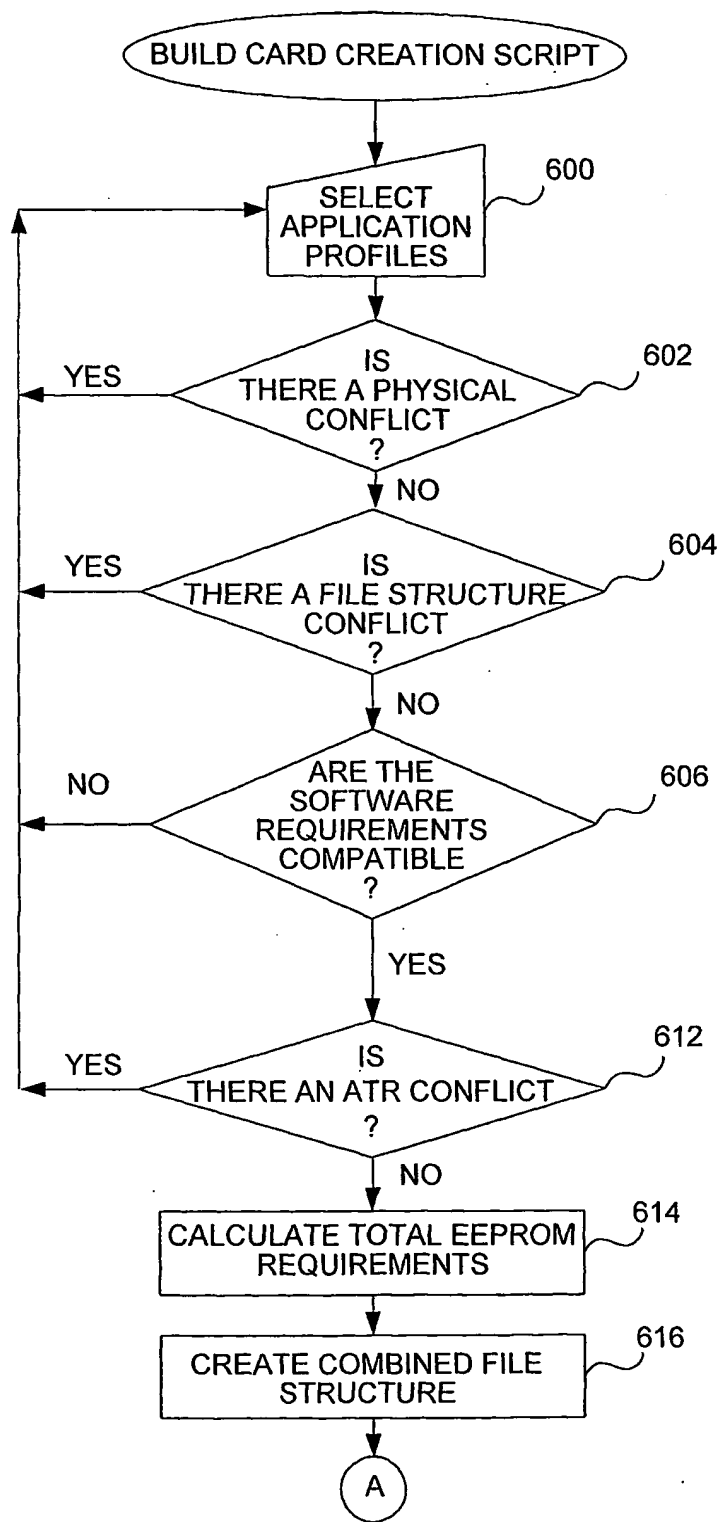 BUILD CARD CREATION SCRIPT
600
SELECT
APPLICATION
PROFILES
602
YES
IS
THERE A PHYSICAL
CONFLICT
?
NO
604
YES
IS
THERE A FILE STRUCTURE
CONFLICT
?
NO
606
NO
ARE THE
SOFTWARE
REQUIREMENTS
COMPATIBLE
?
YES
612
YES
IS
THERE AN ATR CONFLICT
?
NO
614
CALCULATE TOTAL EEPROM
REQUIREMENTS
616
CREATE COMBINED FILE
STRUCTURE
A